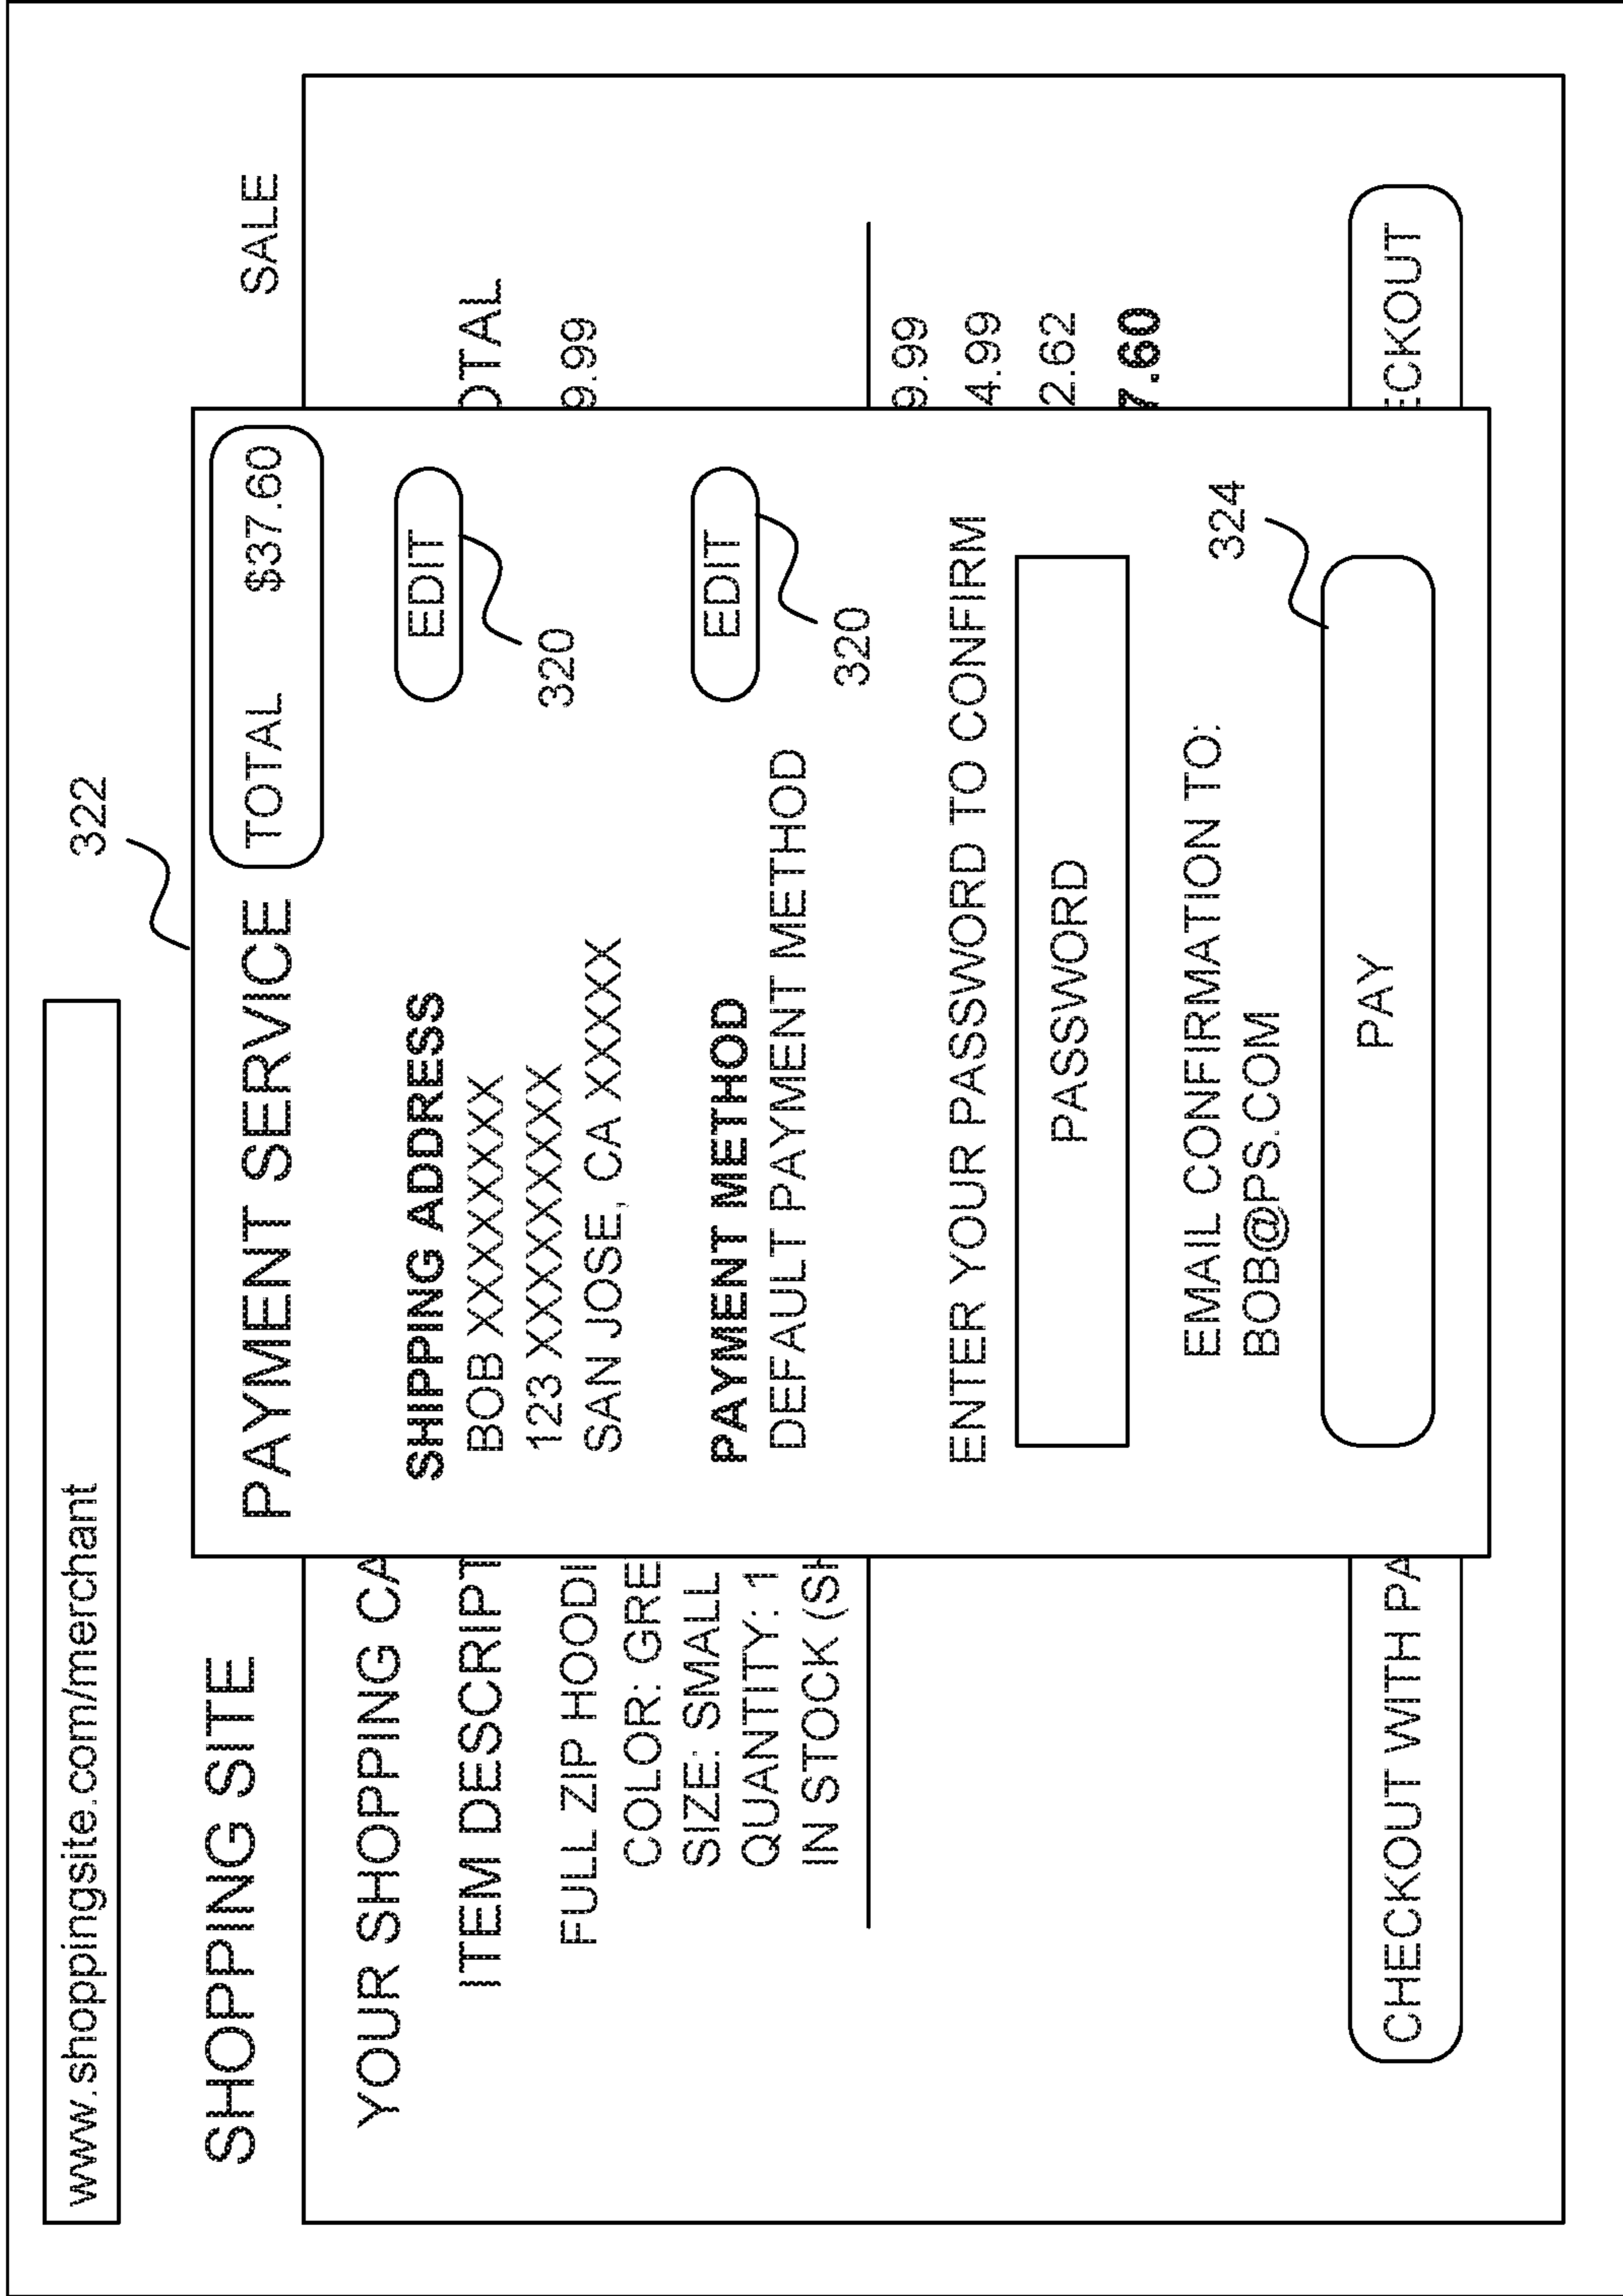 www.shoppingsite.com/merchant
322
SHOPPING SITE
SALE
PAYMENT SERVICE
TOTAL $37.60
YOUR SHOPPING CA
SHIPPING ADDRESS
EDIT
ITEM DESCRIPT
OTAL
BOB XXXXXXXX
123 XXXXXXXXX
320
FULL ZIP HOODI
9.99
SAN JOSE, CA XXXXX
COLOR: GRE
SIZE: SMALL
PAYMENT METHOD
EDIT
QUANTITY: 1
DEFAULT PAYMENT METHOD
IN STOCK (SH
320
9.99
ENTER YOUR PASSWORD TO CONFIRM
4.99
PASSWORD
2.62
7.60
EMAIL CONFIRMATION TO:
324
BOB@PS.COM
PAY
CHECKOUT WITH PA
ECKOUT